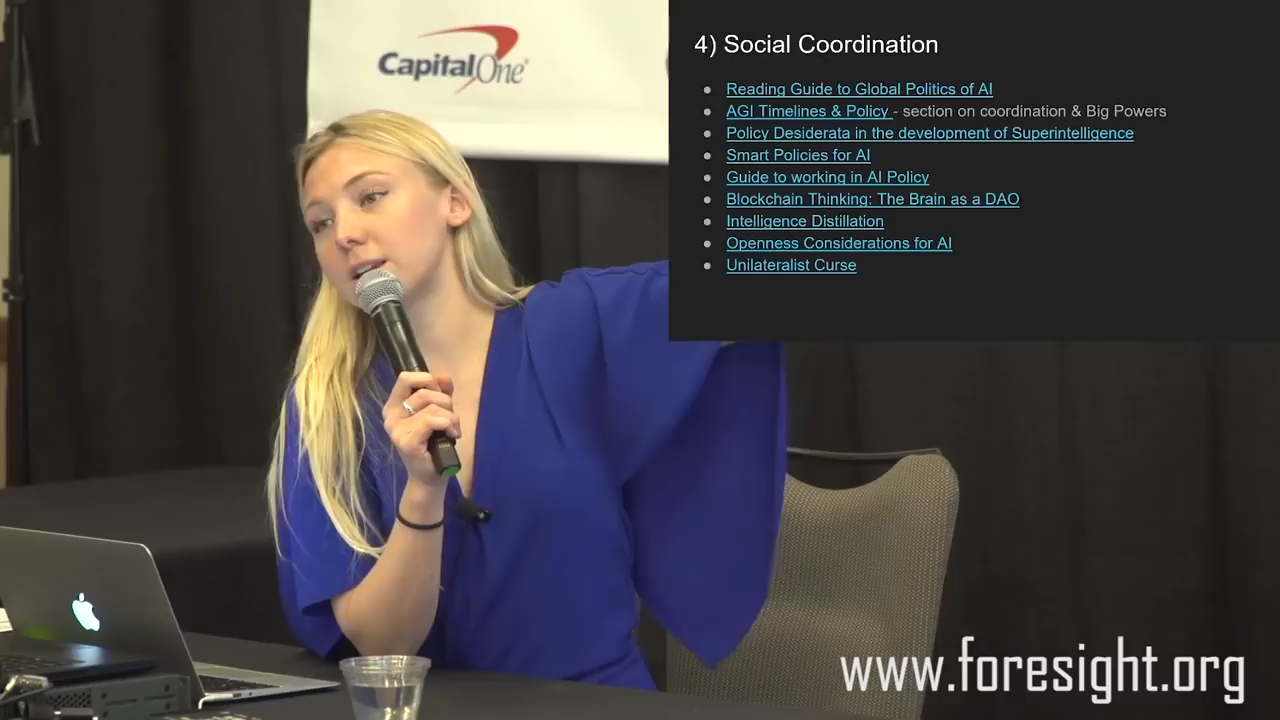 CapitalOne
4) Social Coordination
Reading Guide to Global Politics of AI
AGI Timelines & Policy - section on coordination & Big Powers
Policy Desiderata in the development of Superintelligence
Smart Policies for AI
Guide to working in AI Policy
Blockchain Thinking: The Brain as a DAO
Intelligence Distillation
Openness Considerations for AI
Unilateralist Curse
www.foresight.org